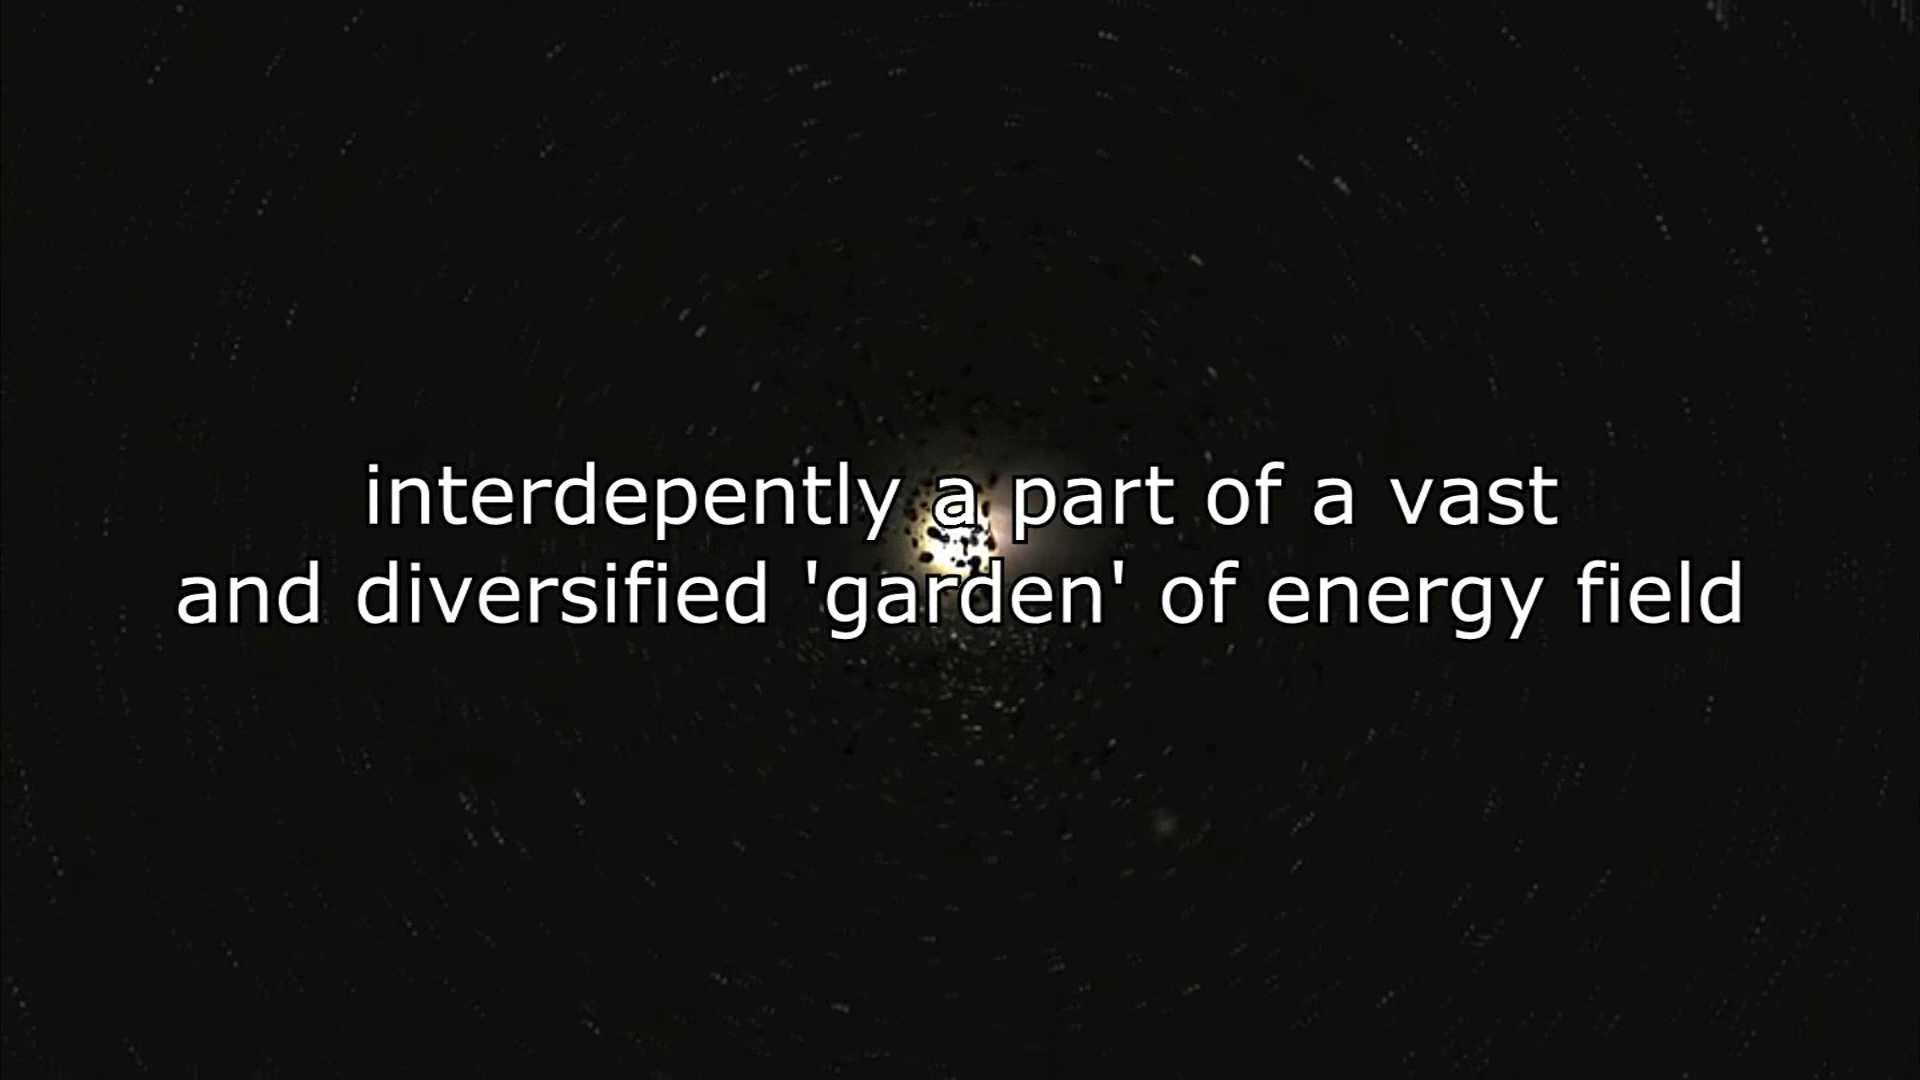 interdepently a part of a vast
and diversified 'garden' of energy field